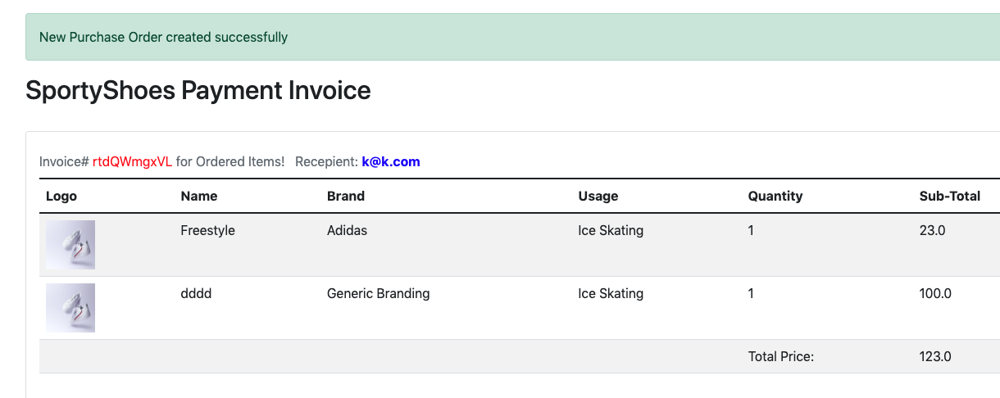 New Purchase Order created successfully
SportyShoes Payment Invoice
Invoice# rtdQWmgxVL for Ordered Items! Recepient: k@k.com
Logo Name Brand Usage Quantity Sub-Total
Freestyle Adidas Ice Skating 1 23.0
dddd Generic Branding Ice Skating 1 100.0
Total Price: 123.0